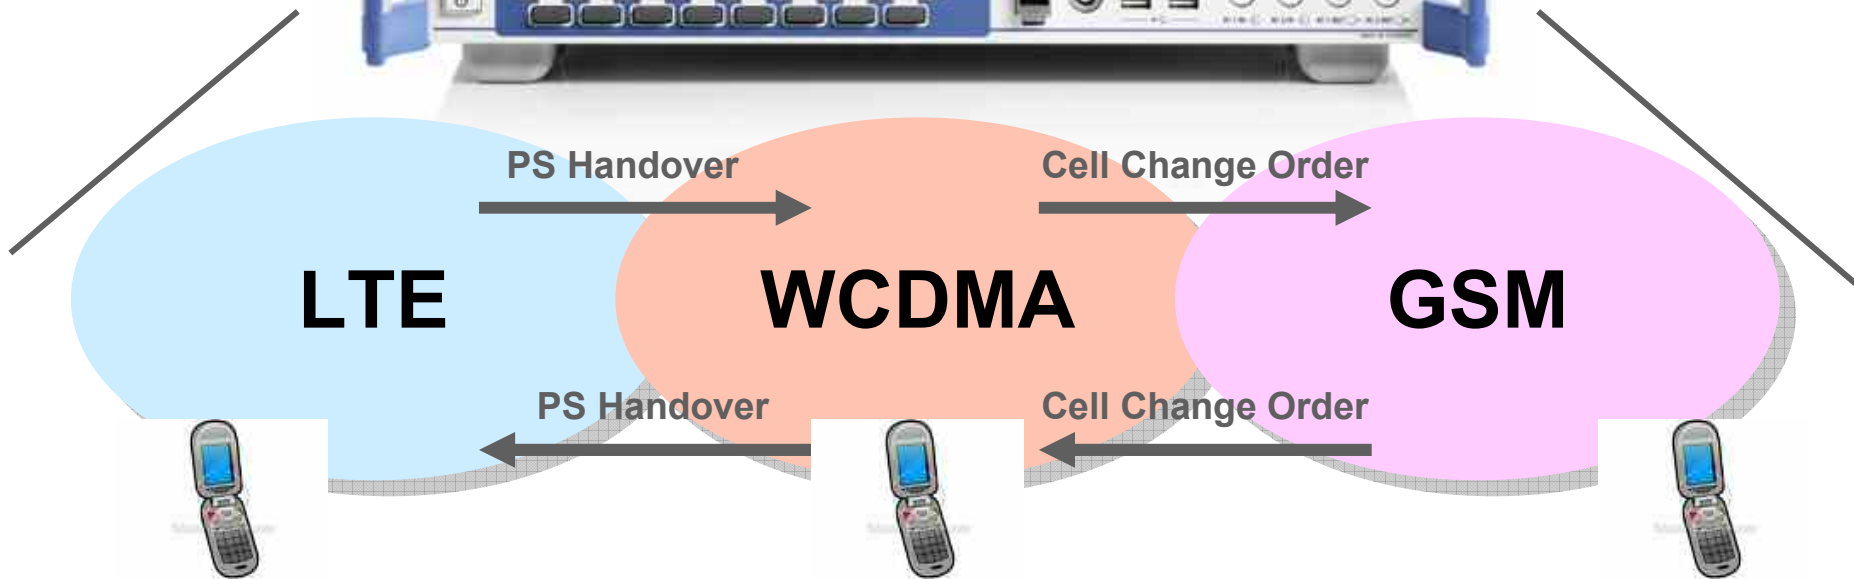 PS Handover
Cell Change Order
LTE
WCDMA
GSM
PS Handover
Cell Change Order